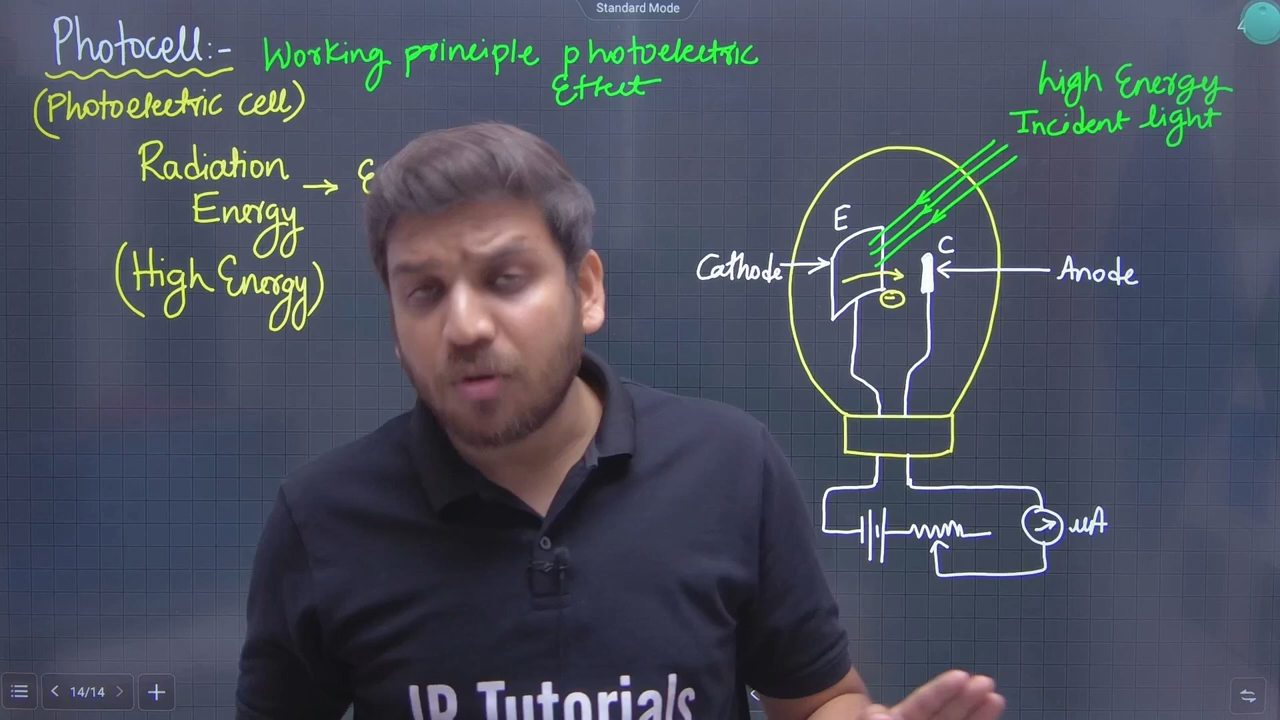 Standard Mode
Photocell:- Working principle photoelectric
Effect
(Photoelectric cell)
Radiation →
Energy
(High Energy)
high Energy
Incident light
E
C
Cathode
Anode
μA
14/14
Tutorials